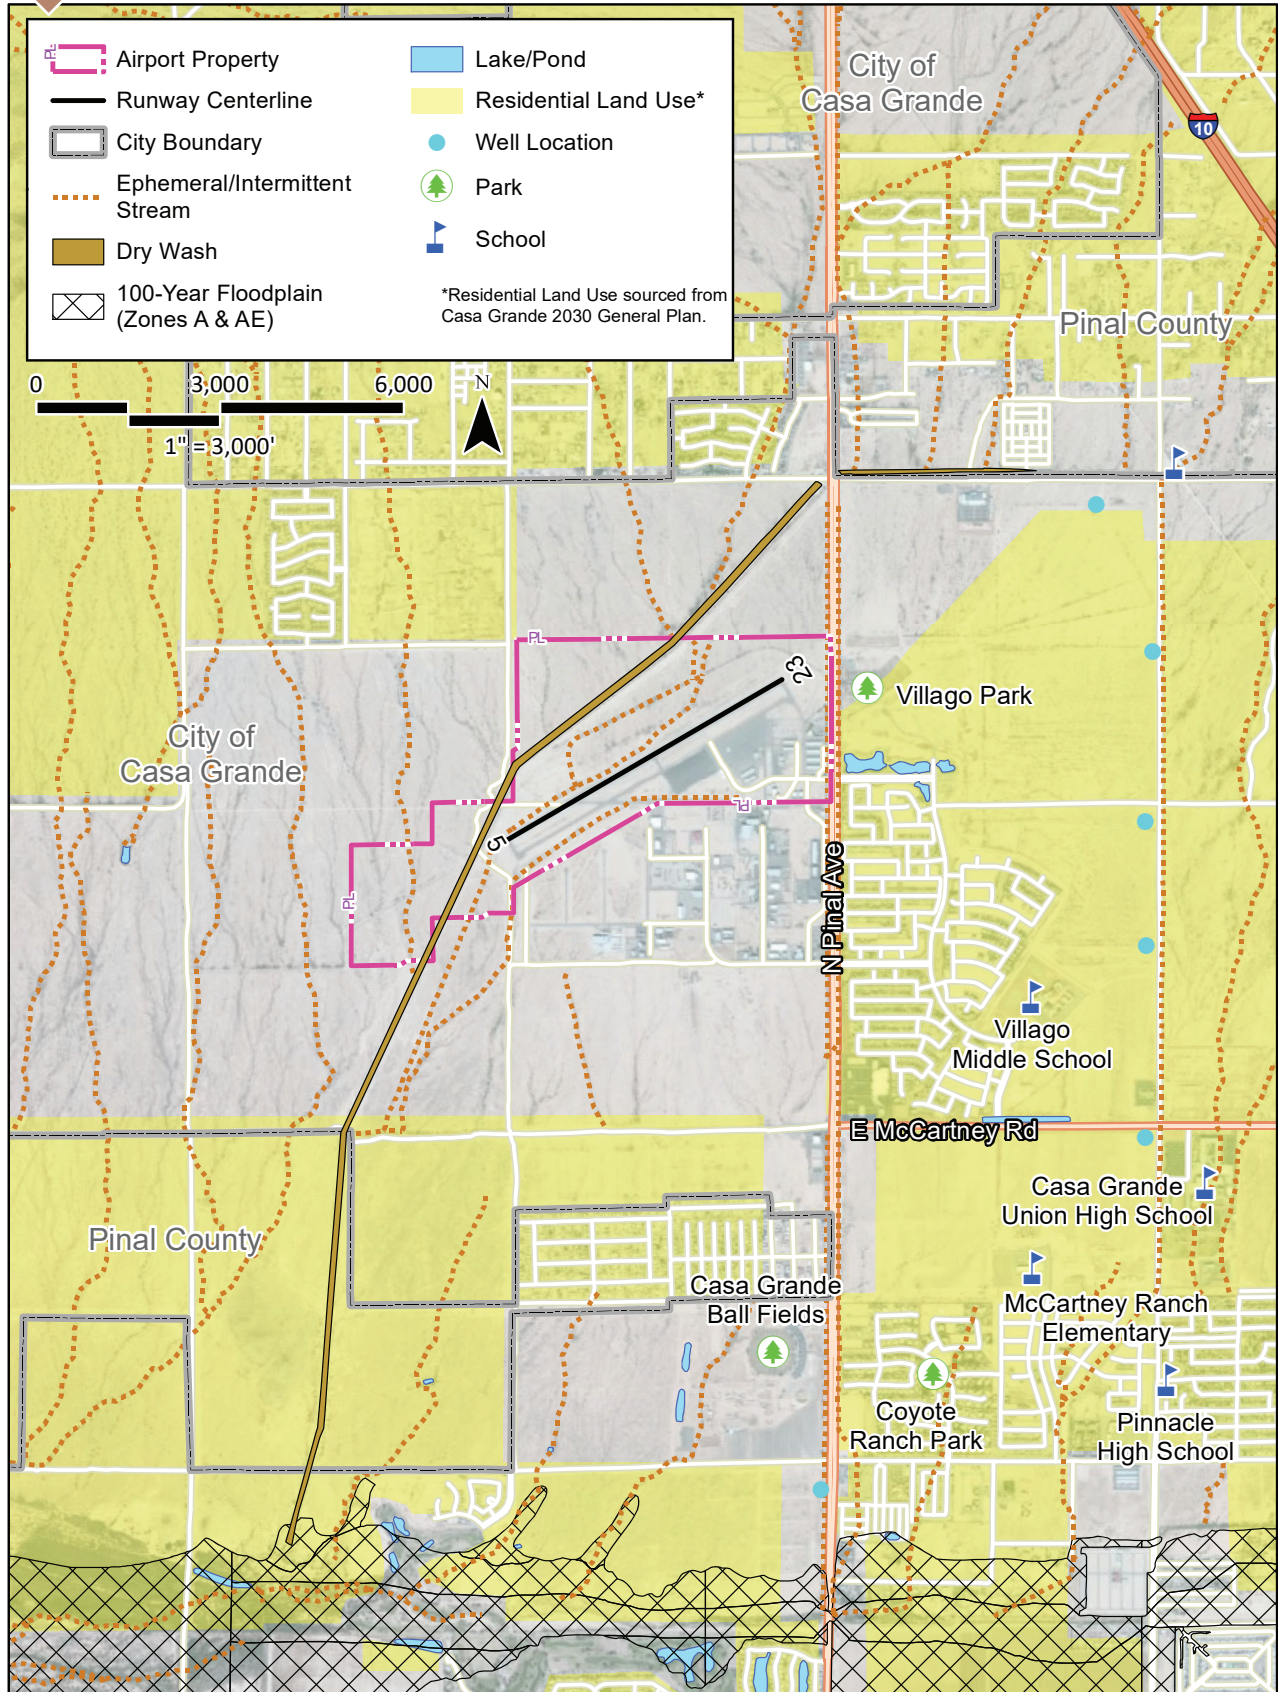 PL
Airport Property
Runway Centerline
City Boundary
Ephemeral/Intermittent
Stream
Dry Wash
100-Year Floodplain
(Zones A & AE)
Lake/Pond
Residential Land Use*
Well Location
Park
School
*Residential Land Use sourced from
Casa Grande 2030 General Plan.
0
3,000
6,000
1" = 3,000'
N
City of
Casa Grande
10
Pinal County
PL
23
Villago Park
City of
Casa Grande
PL
5
PL
N Pinal Ave
Villago
Middle School
E McCartney Rd
Casa Grande
Union High School
Pinal County
Casa Grande
Ball Fields
McCartney Ranch
Elementary
Coyote
Ranch Park
Pinnacle
High School